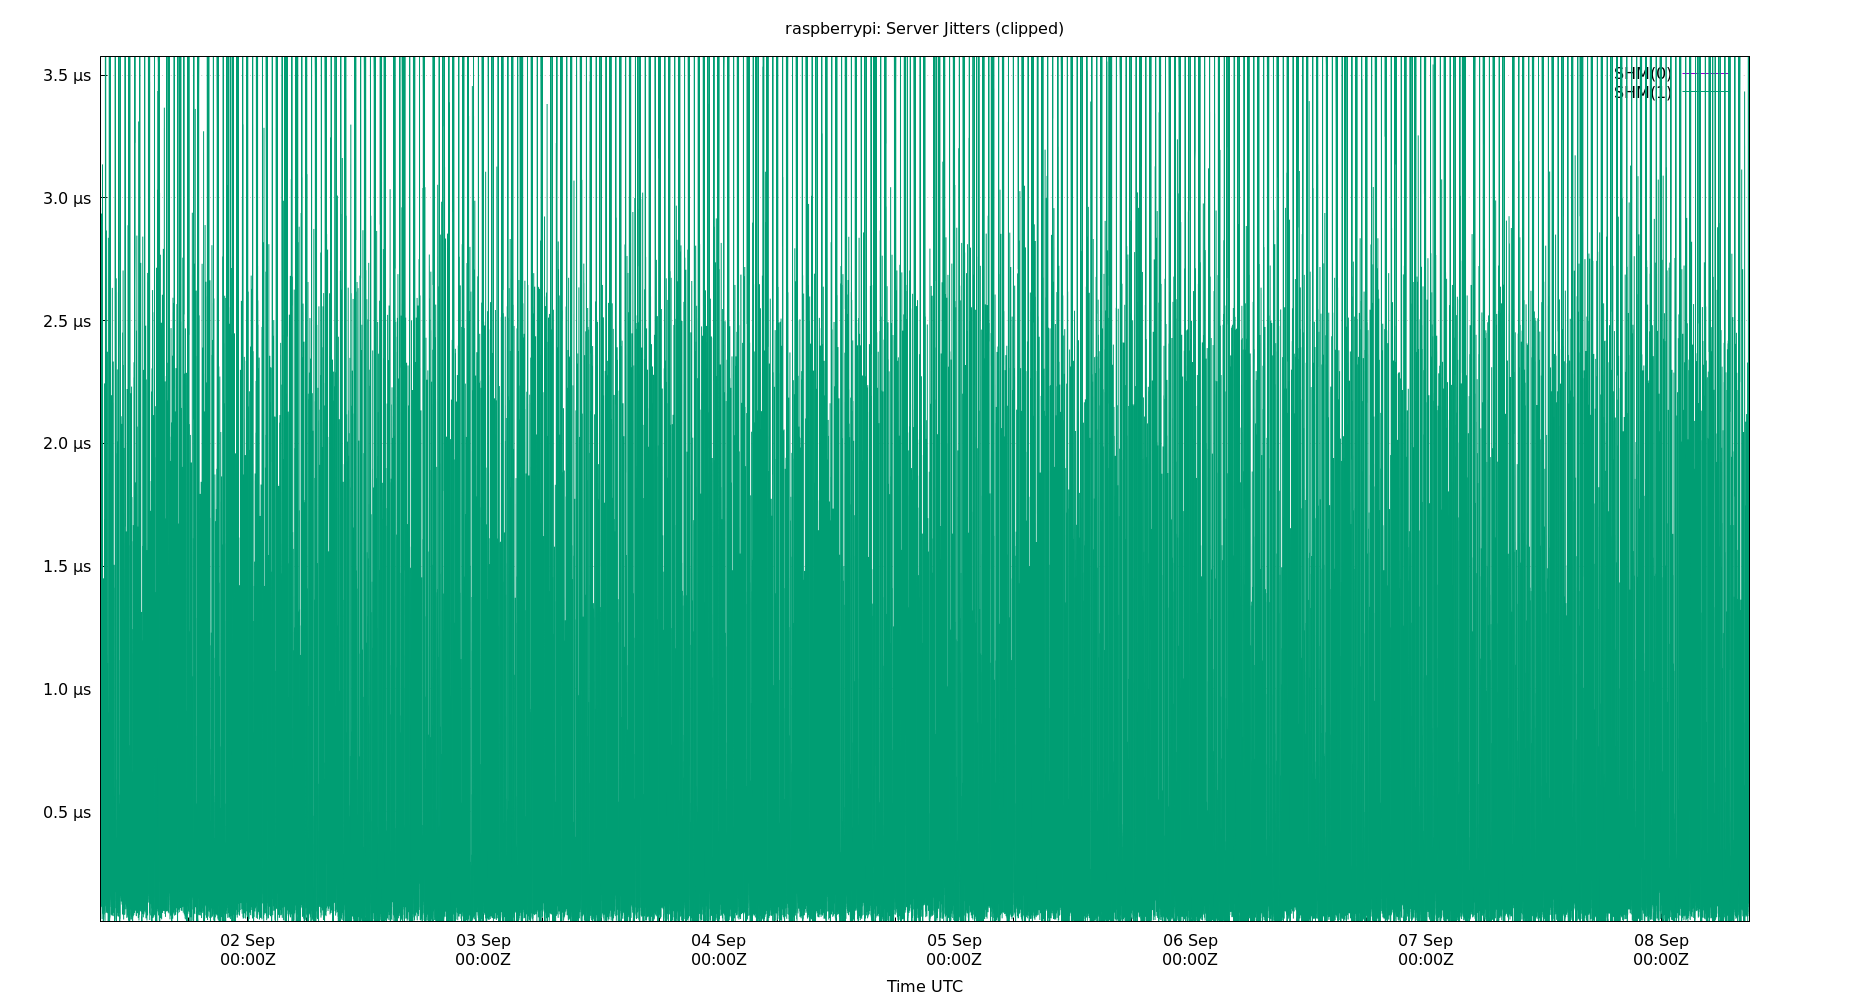 raspberrypi: Server Jitters (clipped)
3.5 μs
3.0 μs
2.5 μs
2.0 μs
1.5 μs
1.0 μs
0.5 μs
SHM(0)
SHM(1)
02 Sep
00:00Z
03 Sep
00:00Z
04 Sep
00:00Z
05 Sep
00:00Z
06 Sep
00:00Z
07 Sep
00:00Z
08 Sep
00:00Z
Time UTC